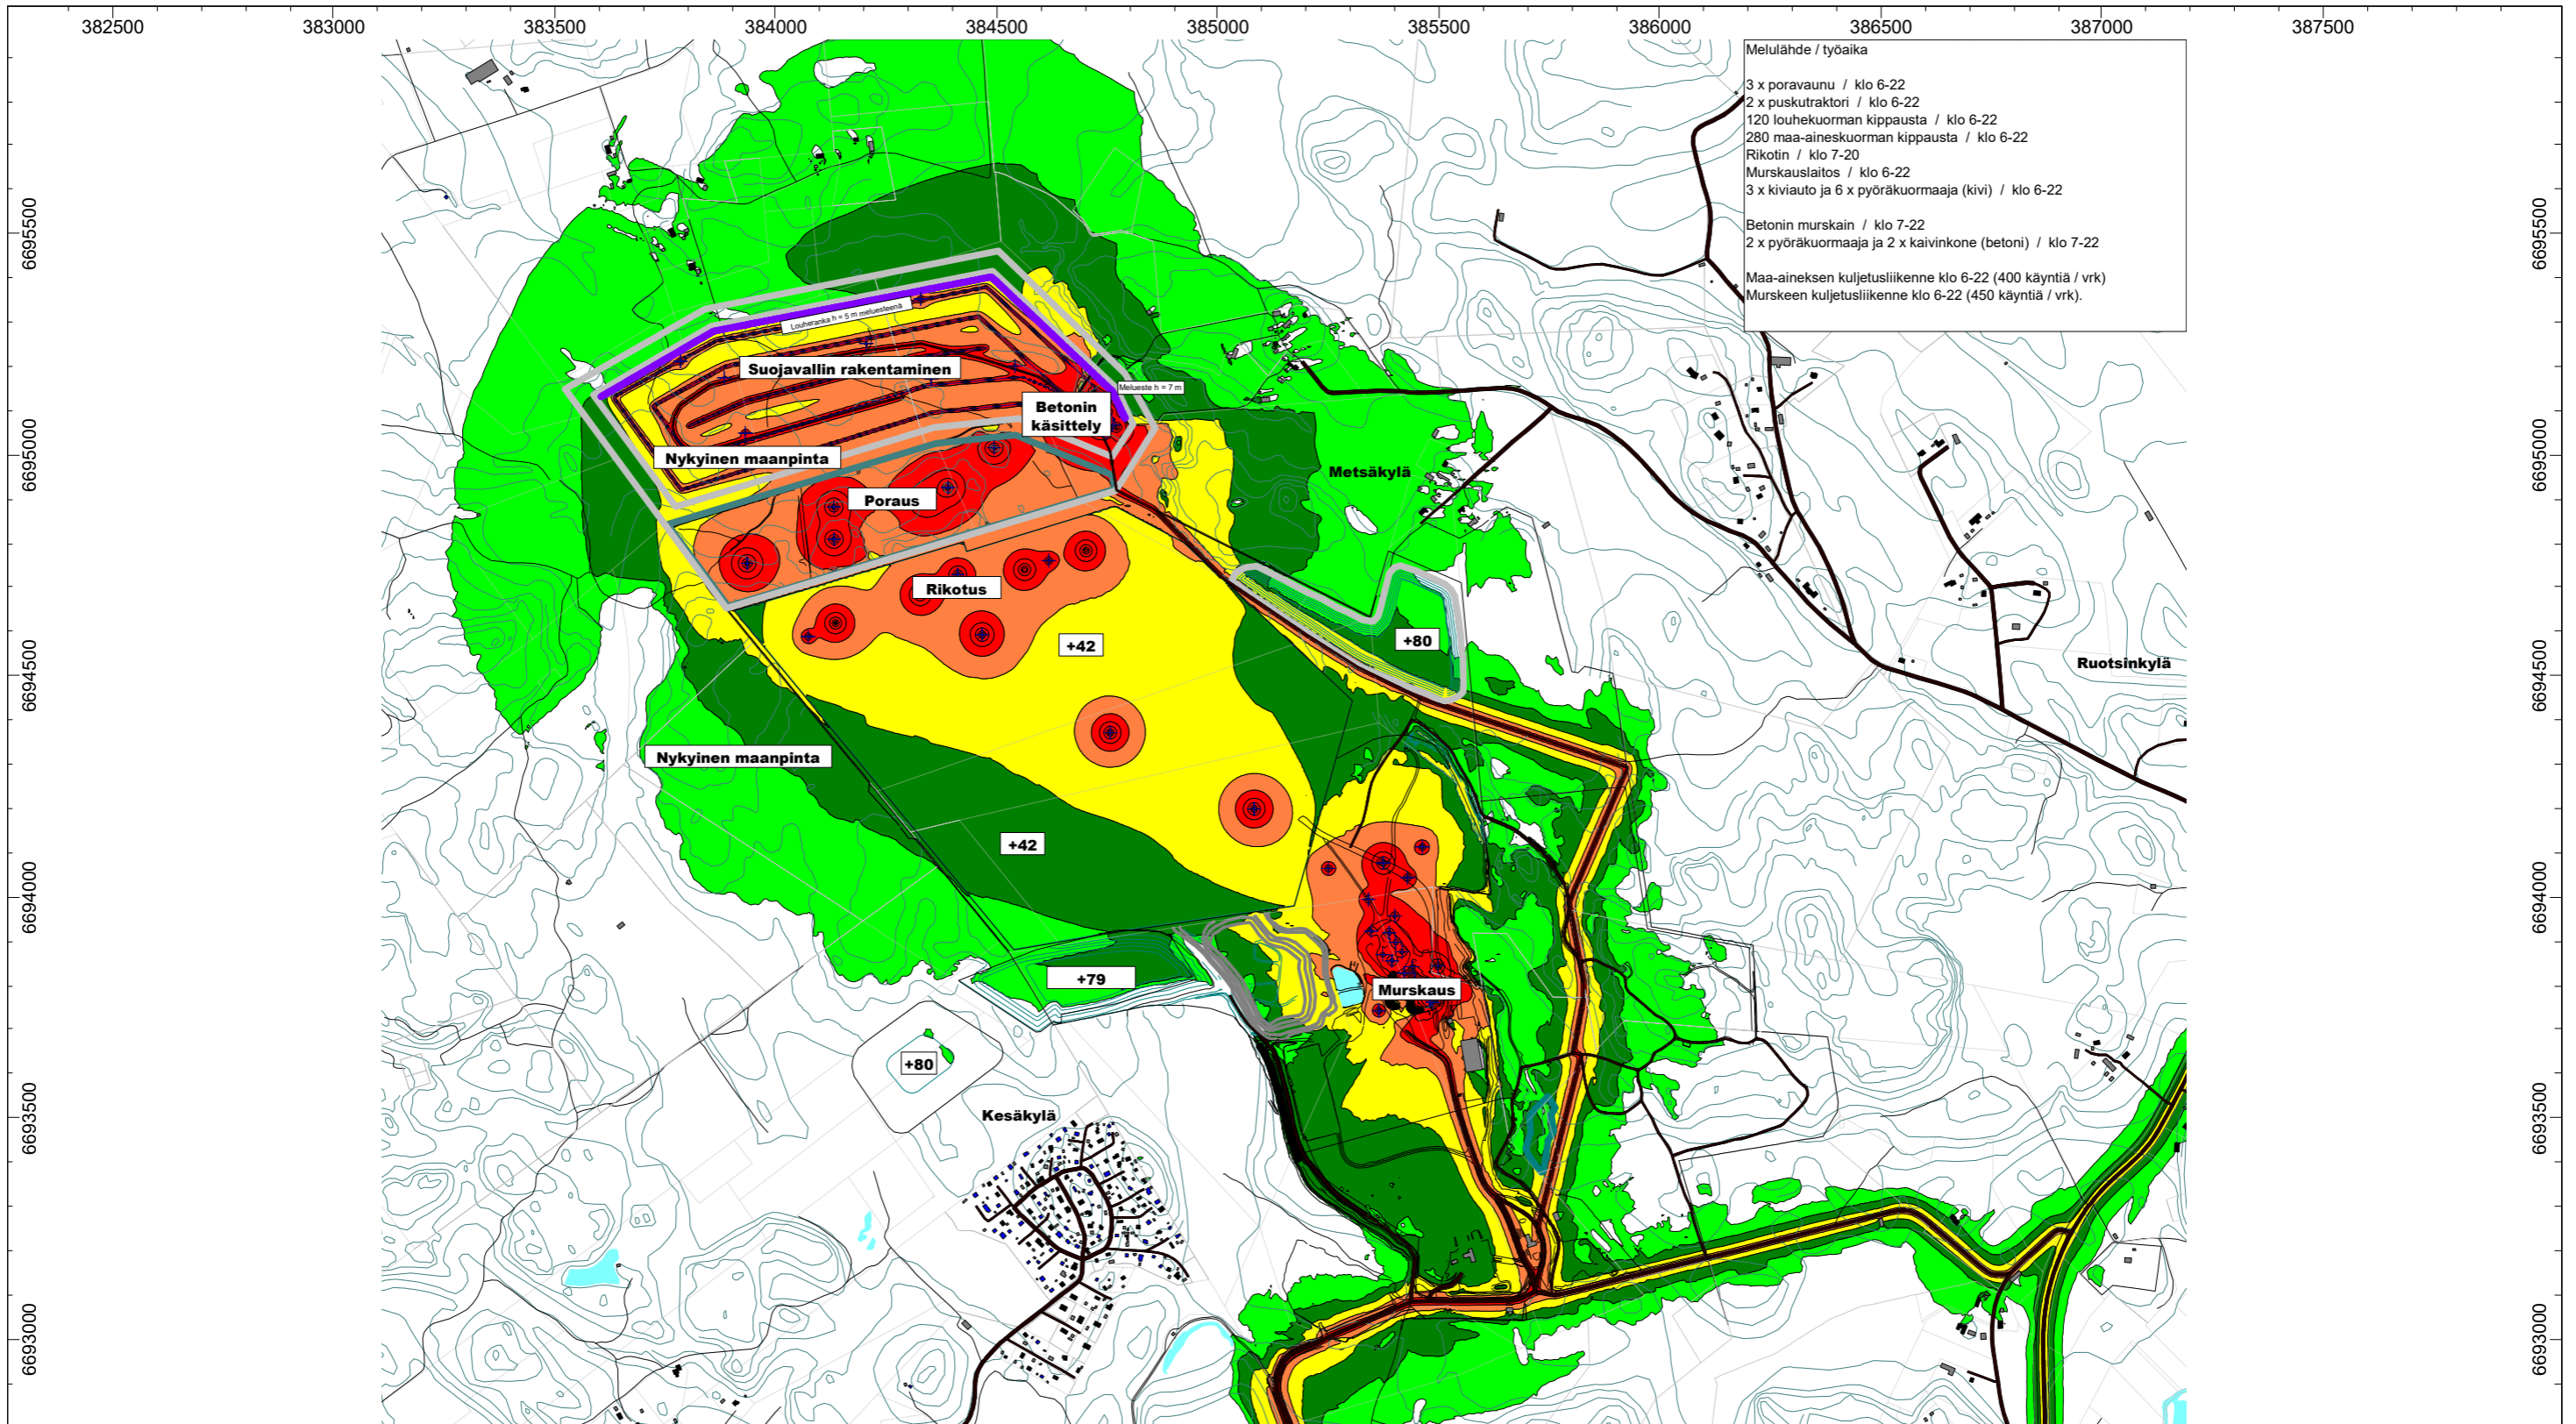 382500 383000 383500 384000 384500 385000 385500 386000 386500 387000 387500
Melulähde / työaika
3 x poravaunu / klo 6-22
2 x puskutraktori / klo 6-22
120 louhekuorman kippausta / klo 6-22
280 maa-aineskuorman kippausta / klo 6-22
Rikotin / klo 7-20
Murskauslaitos / klo 6-22
3 x kiviauto ja 6 x pyöräkuormaaja (kivi) / klo 6-22
Betonin murskain / klo 7-22
2 x pyöräkuormaaja ja 2 x kaivinkone (betoni) / klo 7-22
Maa-aineksen kuljetusliikenne klo 6-22 (400 käyntiä / vrk)
Murskeen kuljetusliikenne klo 6-22 (450 käyntiä / vrk).
6695500
6695500
Louheranka h = 5 m meluesteenä
Suojavallin rakentaminen
Melueste h = 7 m
Betonin
käsittely
6695000
6695000
Nykyinen maanpinta
Metsäkylä
Poraus
Rikotus
+42
+80
Ruotsinkylä
6694500
6694500
Nykyinen maanpinta
+42
6694000
6694000
+79
Murskaus
+80
Kesäkylä
6693500
6693500
6693000
6693000